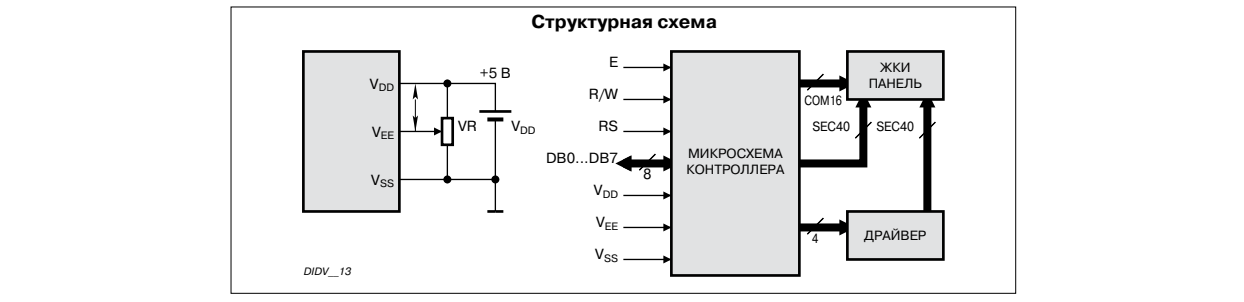 Структурная схема
+5 В
V_DD
V_EE
VR
V_DD
V_SS
DIDV__13
E
R/W
RS
DB0...DB7
8
V_DD
V_EE
V_SS
МИКРОСХЕМА
КОНТРОЛЛЕРА
COM16
SEC40
SEC40
4
ЖКИ
ПАНЕЛЬ
ДРАЙВЕР